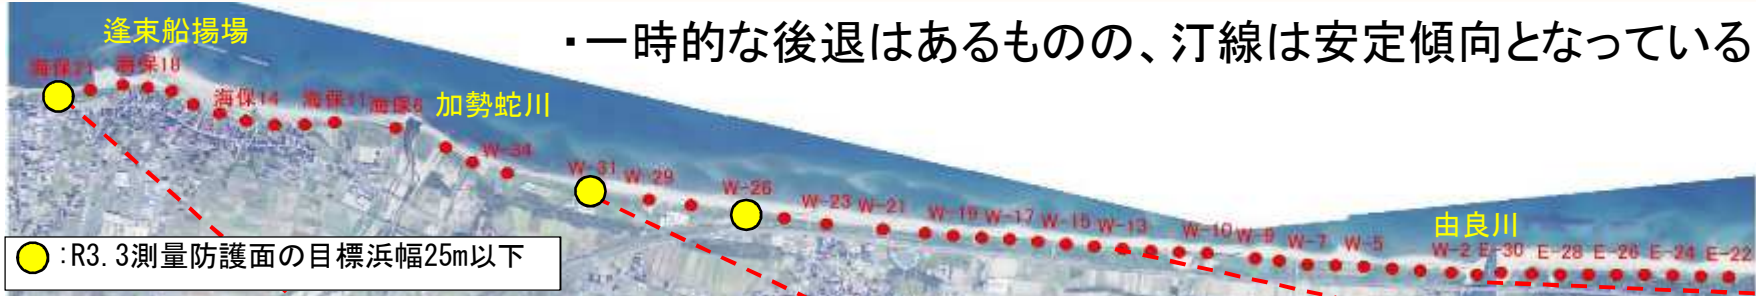 ・一時的な後退はあるものの、汀線は安定傾向となっている
逢束船揚場
海保21
海保18
海保14
海保11
海保6
加勢蛇川
W-34
W-31
W-29
W-26
W-23
W-21
W-19
W-17
W-15
W-13
W-10
W-9
W-7
W-5
由良川
W-2
E-30
E-28
E-26
E-24
E-22
:R3.3測量防護面の目標浜幅25m以下